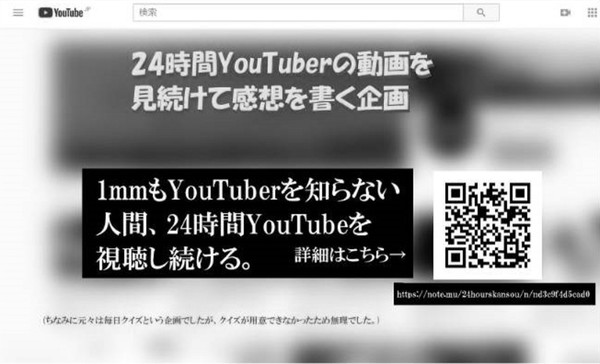 YouTube JP
検索
24時間YouTuberの動画を
見続けて感想を書く企画
1mmもYouTuberを知らない
人間、24時間YouTubeを
視聴し続ける。 詳細はこちら→
https://note.mu/24hourskansou/n/nd3c9f4d5cad0
(ちなみに元々は毎日クイズという企画でしたが、クイズが用意できなかったため無理でした。)